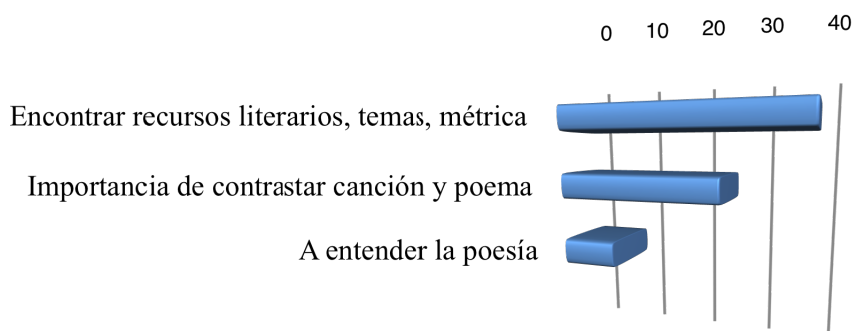 0 10 20 30 40
Encontrar recursos literarios, temas, métrica
Importancia de contrastar canción y poema
A entender la poesía